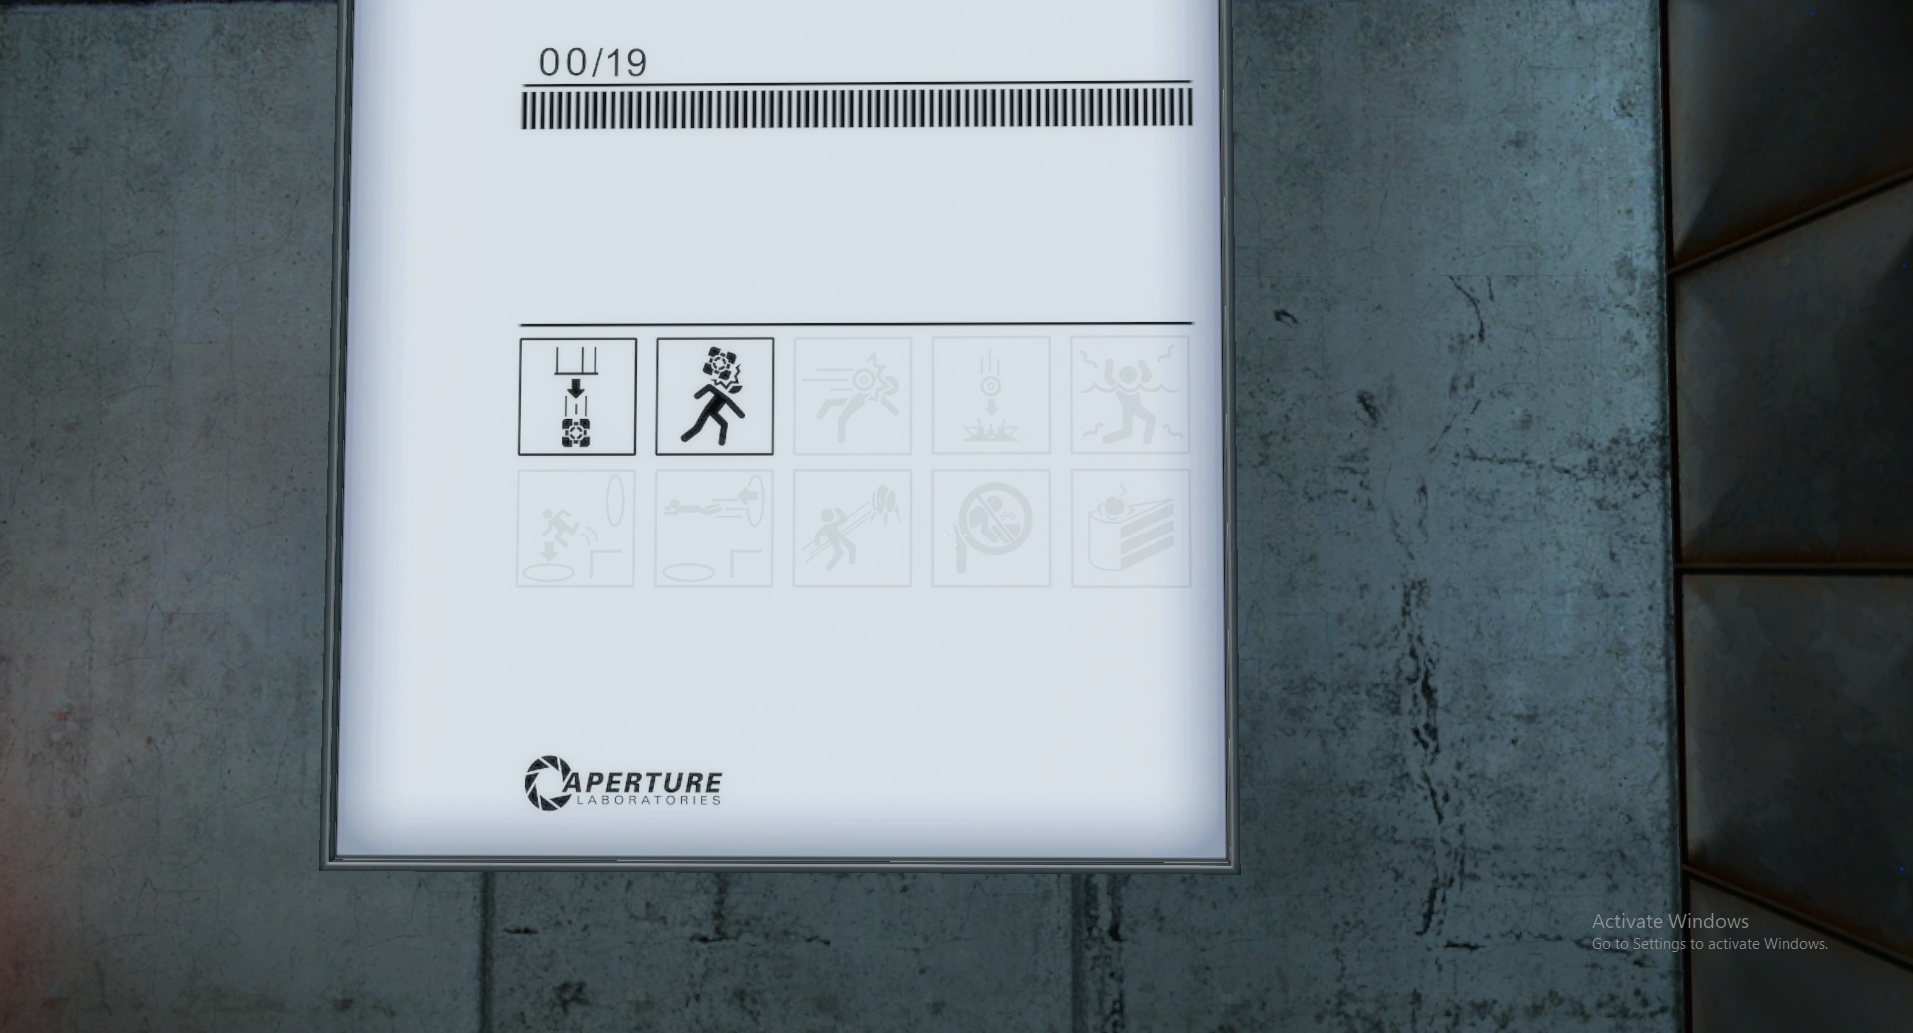 00/19
APERTURE
LABORATORIES
Activate Windows
Go to Settings to activate Windows.